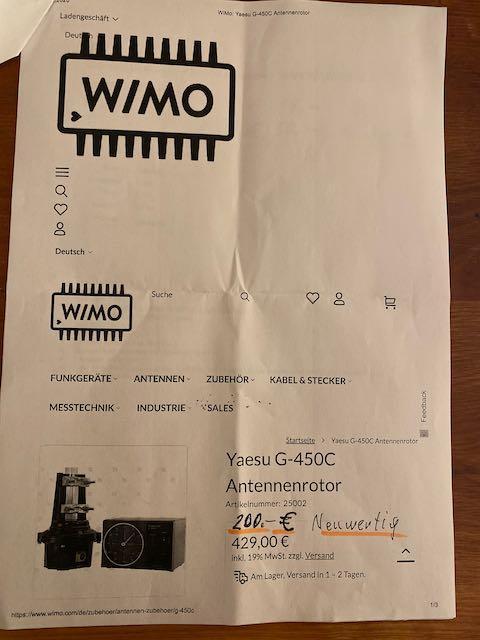 2020
WiMo: Yaesu G-450C Antennenrotor
Ladengeschäft
Deutsch
WIMO
Deutsch
WIMO
Suche
FUNKGERÄTE
ANTENNEN
ZUBEHÖR
KABEL & STECKER
MESSTECHNIK
INDUSTRIE
SALES
Feedback
Startseite > Yaesu G-450C Antennenrotor
Yaesu G-450C
Antennenrotor
Artikelnummer: 25002
200.- € Neuwertig
429,00 €
inkl. 19% MwSt. zzgl. Versand
Am Lager, Versand in 1 - 2 Tagen.
https://www.wimo.com/de/zubehoer/antennen-zubehoer/g-450c
1/3